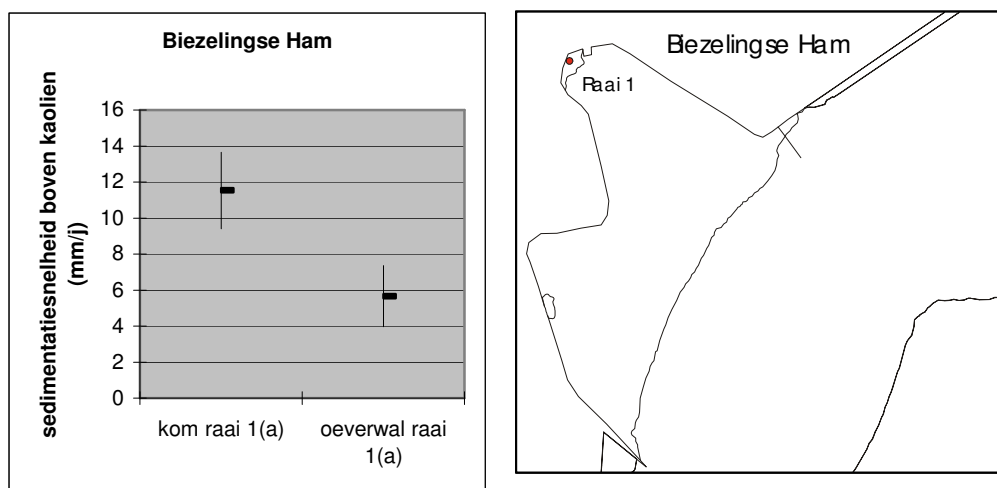 Biezelingse Ham
sedimentatiesnelheid boven kaolien
(mm/j)
16
14
12
10
8
6
4
2
0
kom raai 1(a)
oeverwal raai
1(a)
Biezelingse Ham
Raai 1